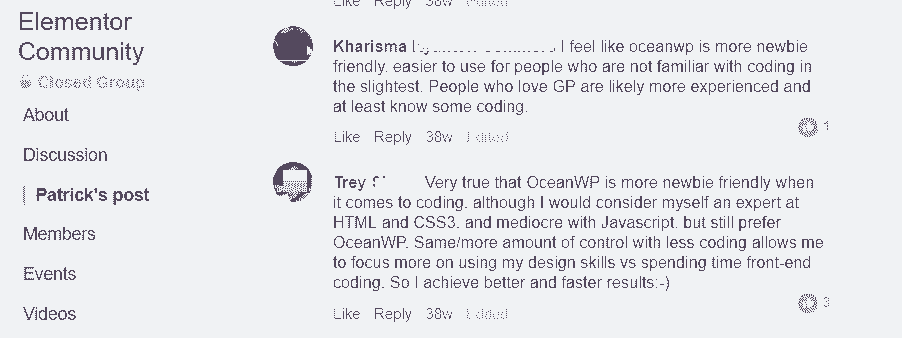 Like Reply 38w Edited
Elementor
Community
Closed Group
About
Discussion
Patrick's post
Members
Events
Videos
Kharisma I feel like oceanwp is more newbie
friendly. easier to use for people who are not familiar with coding in
the slightest. People who love GP are likely more experienced and
at least know some coding.
1
Like Reply 38w Edited
Trey Very true that OceanWP is more newbie friendly when
it comes to coding. although I would consider myself an expert at
HTML and CSS3. and mediocre with Javascript. but still prefer
OceanWP. Same/more amount of control with less coding allows me
to focus more on using my design skills vs spending time front-end
coding. So I achieve better and faster results:-)
3
Like Reply 38w Edited